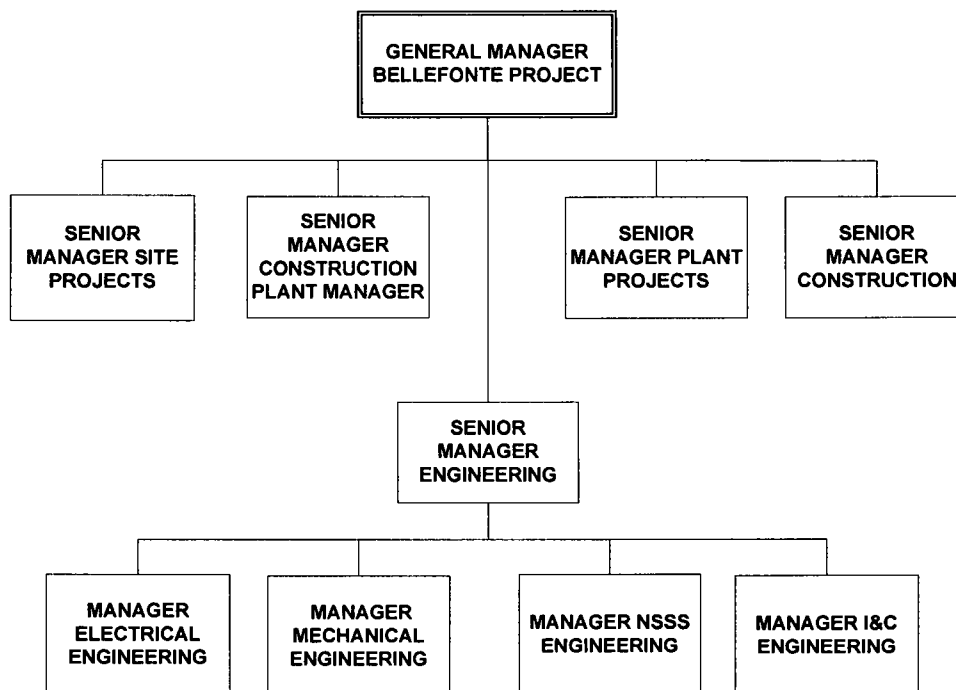 GENERAL MANAGER
BELLEFONTE PROJECT
SENIOR
MANAGER SITE
PROJECTS
SENIOR
MANAGER
CONSTRUCTION
PLANT MANAGER
SENIOR
MANAGER PLANT
PROJECTS
SENIOR
MANAGER
CONSTRUCTION
SENIOR
MANAGER
ENGINEERING
MANAGER
ELECTRICAL
ENGINEERING
MANAGER
MECHANICAL
ENGINEERING
MANAGER NSSS
ENGINEERING
MANAGER I&C
ENGINEERING